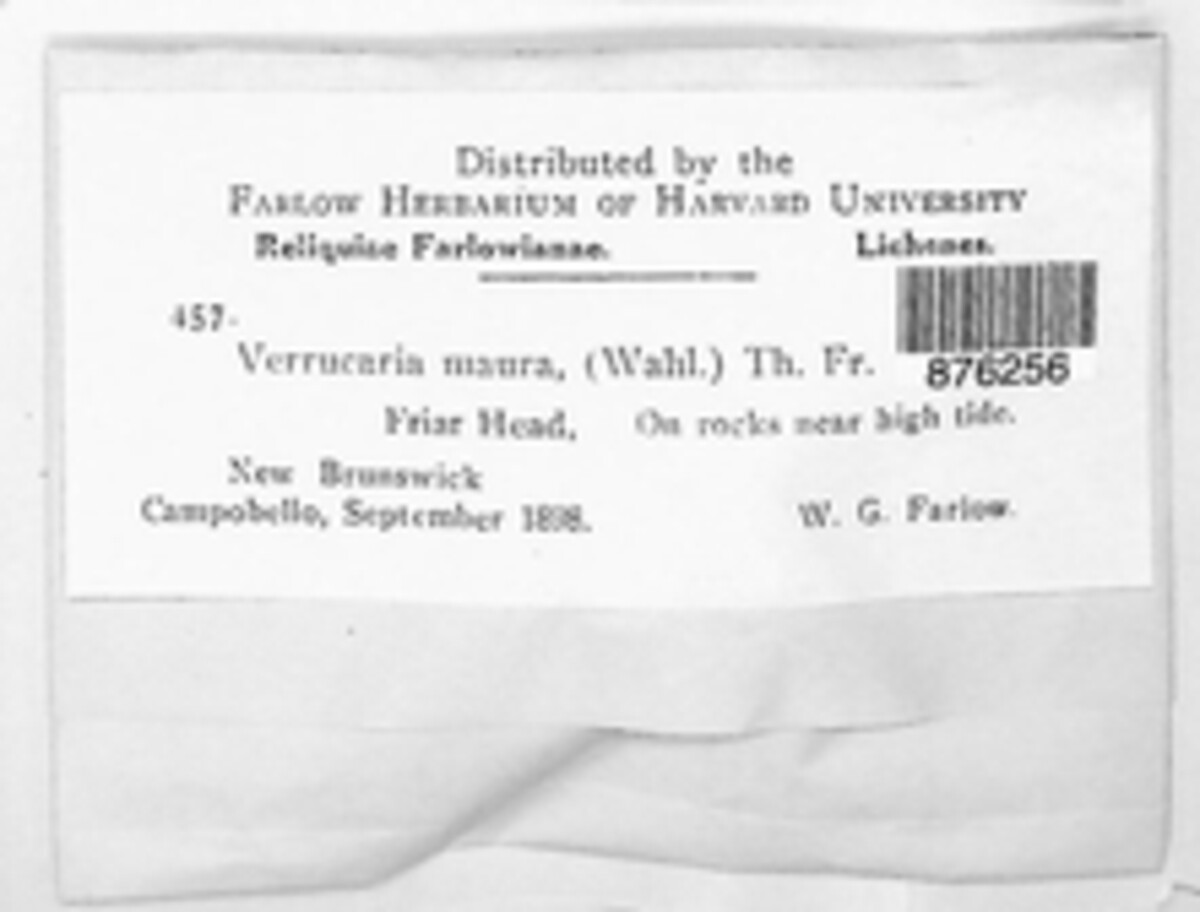 Distributed by the
FARLOW HERBARIUM OF HARVARD UNIVERSITY
Reliquiae Farlowianae. Lichenes.
457.
Verrucaria maura, (Wahl.) Th. Fr.
876256
Friar Head, On rocks near high tide.
New Brunswick
Campobello, September 1898.
W. G. Farlow.